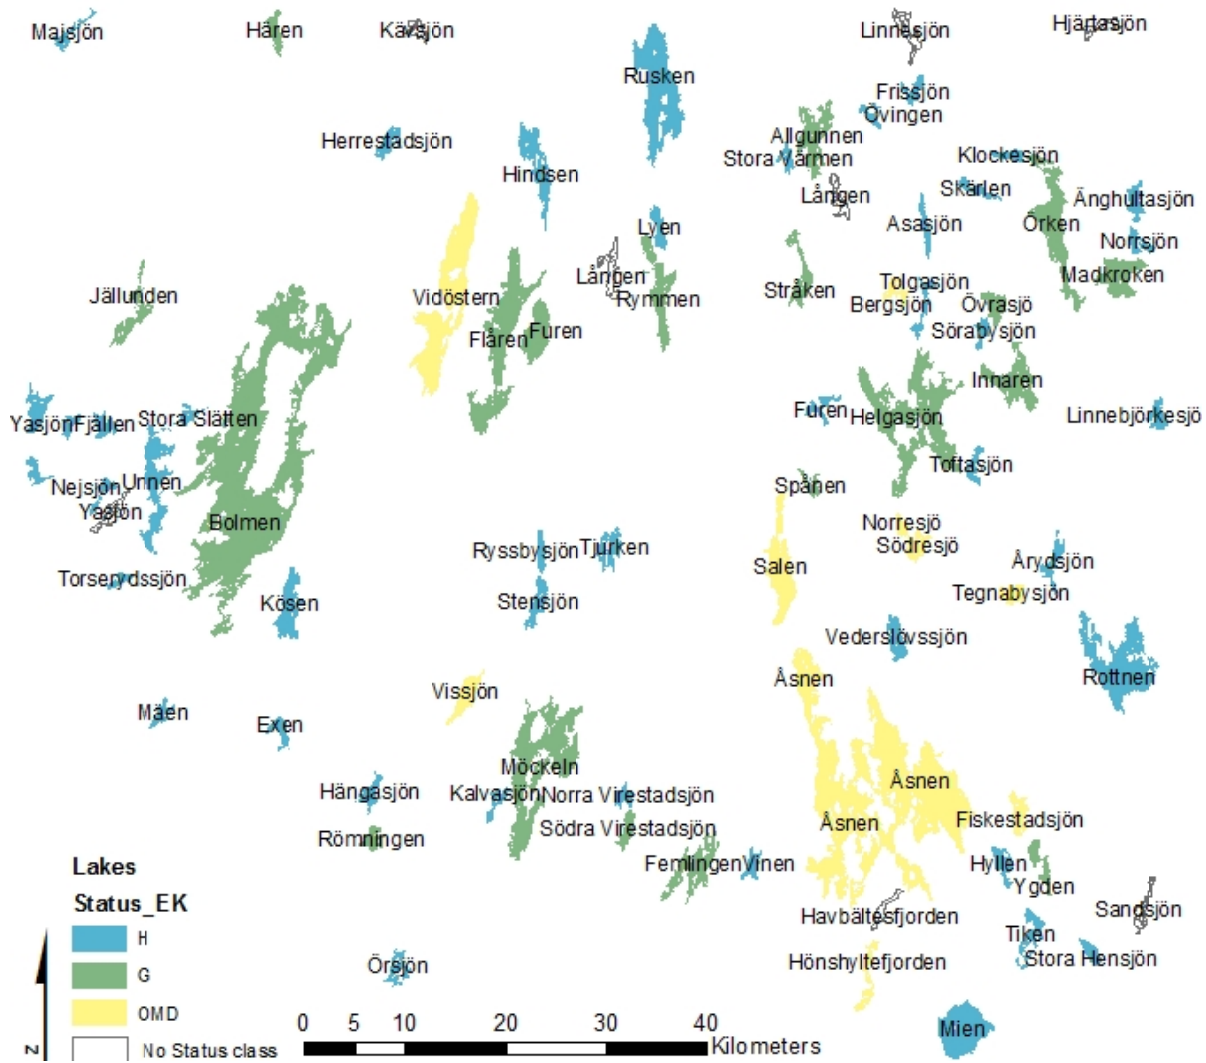 Majsjön
Hären
Kävsjön
Linnesjön
Hjärtasjön
Rusken
Frissjön
Övingen
Allgunnen
Herrestadsjön
Stora Värmen
Klockesjön
Hindsen
Skärlen
Lången
Änghultasjön
Asasjön
Örken
Lyen
Norrsjön
Lången
Madkroken
Tolgasjön
Jällunden
Vidöstern
Rymmen
Stråken
Bergsjön
Övrasjö
Flåren
Furen
Sörabysjön
Innaren
Furen
Helgasjön
Linnebjörkesjö
Yasjön
Fjällen
Stora Slätten
Toftasjön
Nejsjön
Unnen
Spånen
Yasjön
Bolmen
Norresjö
Södresjö
Ryssbysjön
Tjurken
Salen
Årydsjön
Torserydssjön
Tegnabysjön
Kösen
Stensjön
Vederslövssjön
Rottnen
Åsnen
Vissjön
Mäen
Exen
Möckeln
Åsnen
Hängasjön
Kalvasjön
Norra Virestadsjön
Åsnen
Fiskestadsjön
Södra Virestadsjön
Römningen
Femlingen
Vinen
Hyllen
Ygden
Havbältesfjorden
Sandsjön
Tiken
Stora Hensjön
Hönshyltefjorden
Örsjön
Mien
Lakes
Status_EK
H
G
OMD
No Status class
N
0 5 10 20 30 40
Kilometers